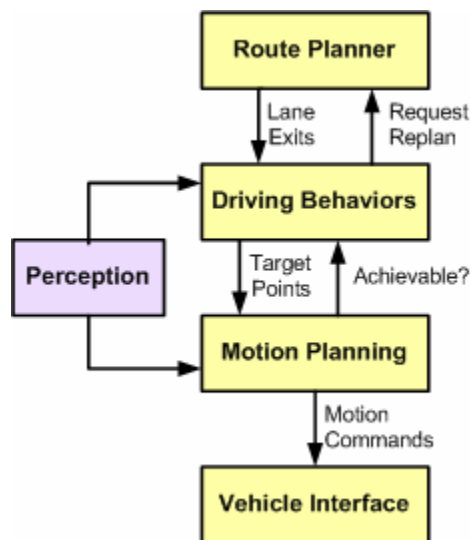 Route Planner
Lane
Exits
Request
Replan
Driving Behaviors
Perception
Target
Points
Achievable?
Motion Planning
Motion
Commands
Vehicle Interface